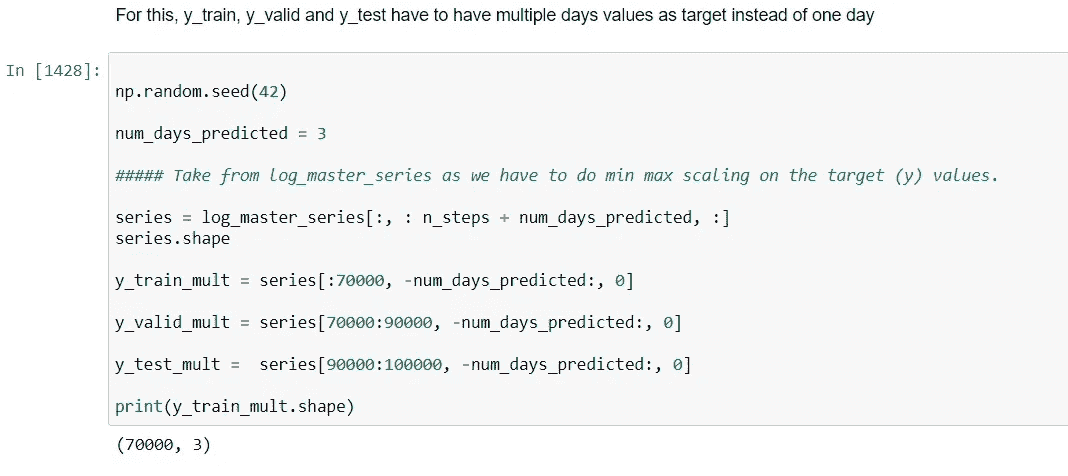 For this, y_train, y_valid and y_test have to have multiple days values as target instead of one day
In [1428]:
np.random.seed(42)
num_days_predicted = 3
##### Take from log_master_series as we have to do min max scaling on the target (y) values.
series = log_master_series[:, : n_steps + num_days_predicted, :]
series.shape
y_train_mult = series[:70000, -num_days_predicted:, 0]
y_valid_mult = series[70000:90000, -num_days_predicted:, 0]
y_test_mult =  series[90000:100000, -num_days_predicted:, 0]
print(y_train_mult.shape)
(70000, 3)